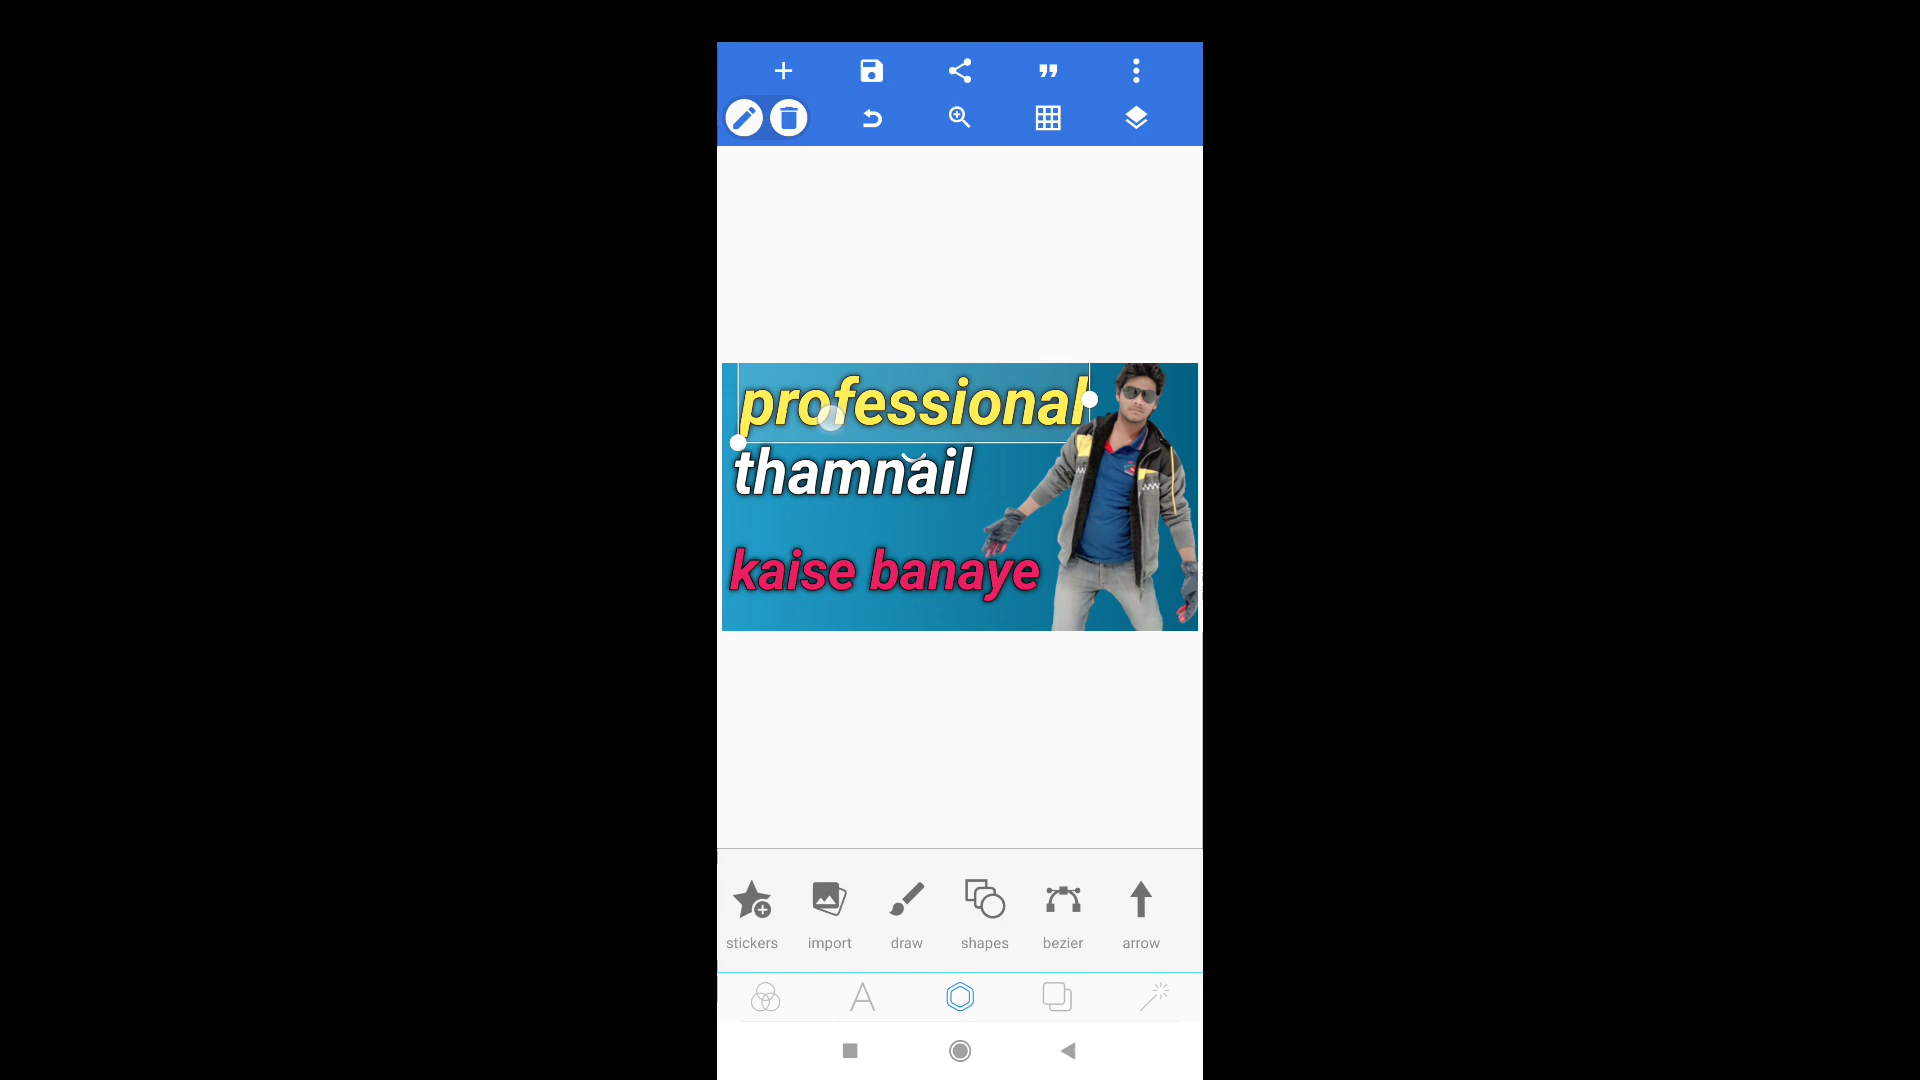 professional
thamnail
kaise banaye
stickers import draw shapes bezier arrow